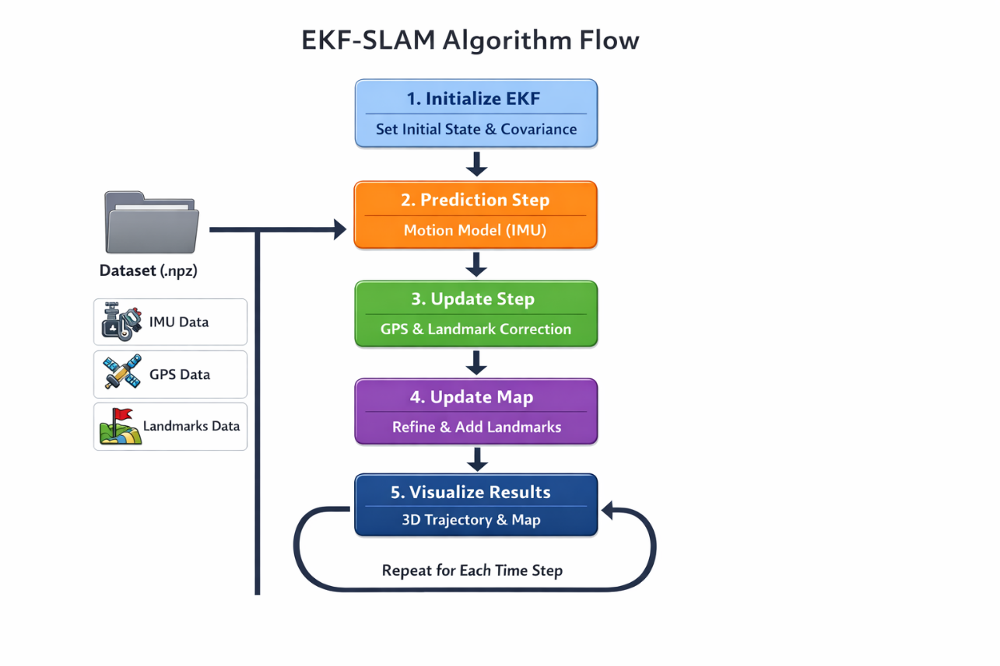 EKF-SLAM Algorithm Flow
1. Initialize EKF
Set Initial State & Covariance
2. Prediction Step
Motion Model (IMU)
Dataset (.npz)
IMU Data
GPS Data
Landmarks Data
3. Update Step
GPS & Landmark Correction
4. Update Map
Refine & Add Landmarks
5. Visualize Results
3D Trajectory & Map
Repeat for Each Time Step